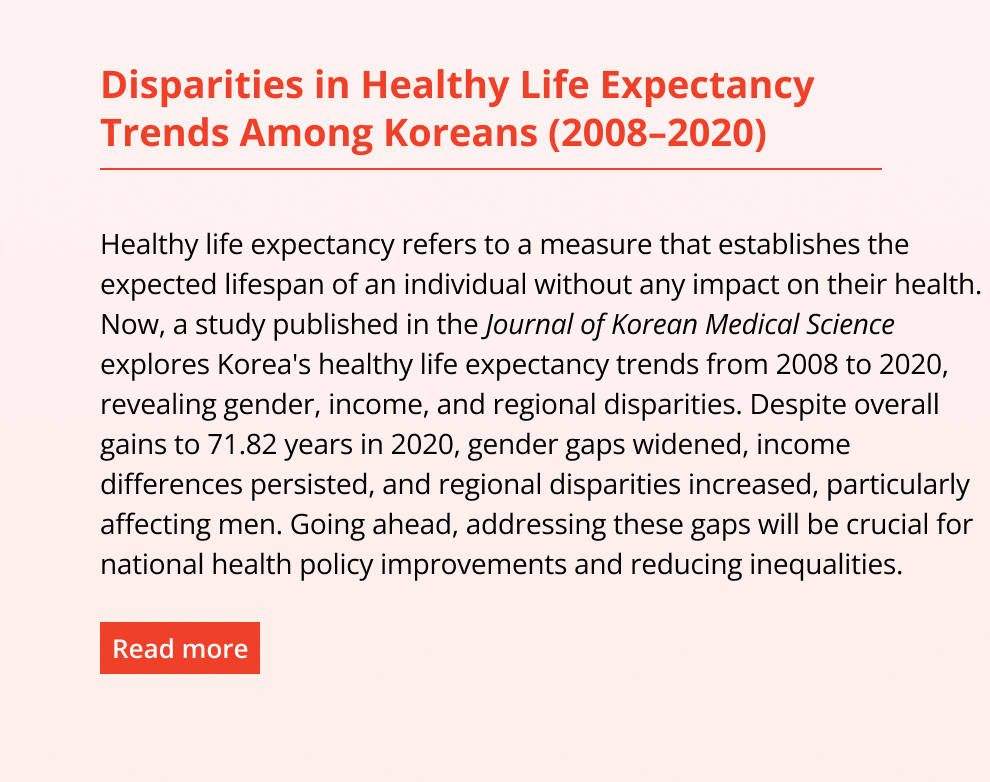 Disparities in Healthy Life Expectancy
Trends Among Koreans (2008–2020)
Healthy life expectancy refers to a measure that establishes the
expected lifespan of an individual without any impact on their health.
Now, a study published in the Journal of Korean Medical Science
explores Korea's healthy life expectancy trends from 2008 to 2020,
revealing gender, income, and regional disparities. Despite overall
gains to 71.82 years in 2020, gender gaps widened, income
differences persisted, and regional disparities increased, particularly
affecting men. Going ahead, addressing these gaps will be crucial for
national health policy improvements and reducing inequalities.
Read more